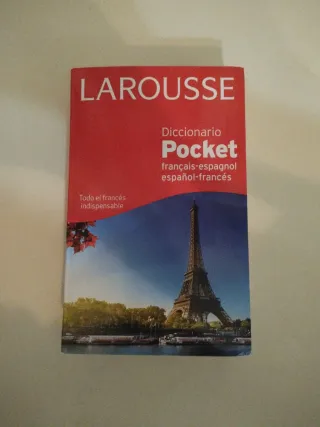 LAROUSSE
Diccionario
Pocket
français-espagnol
español-francés
Todo el francés
indispensable